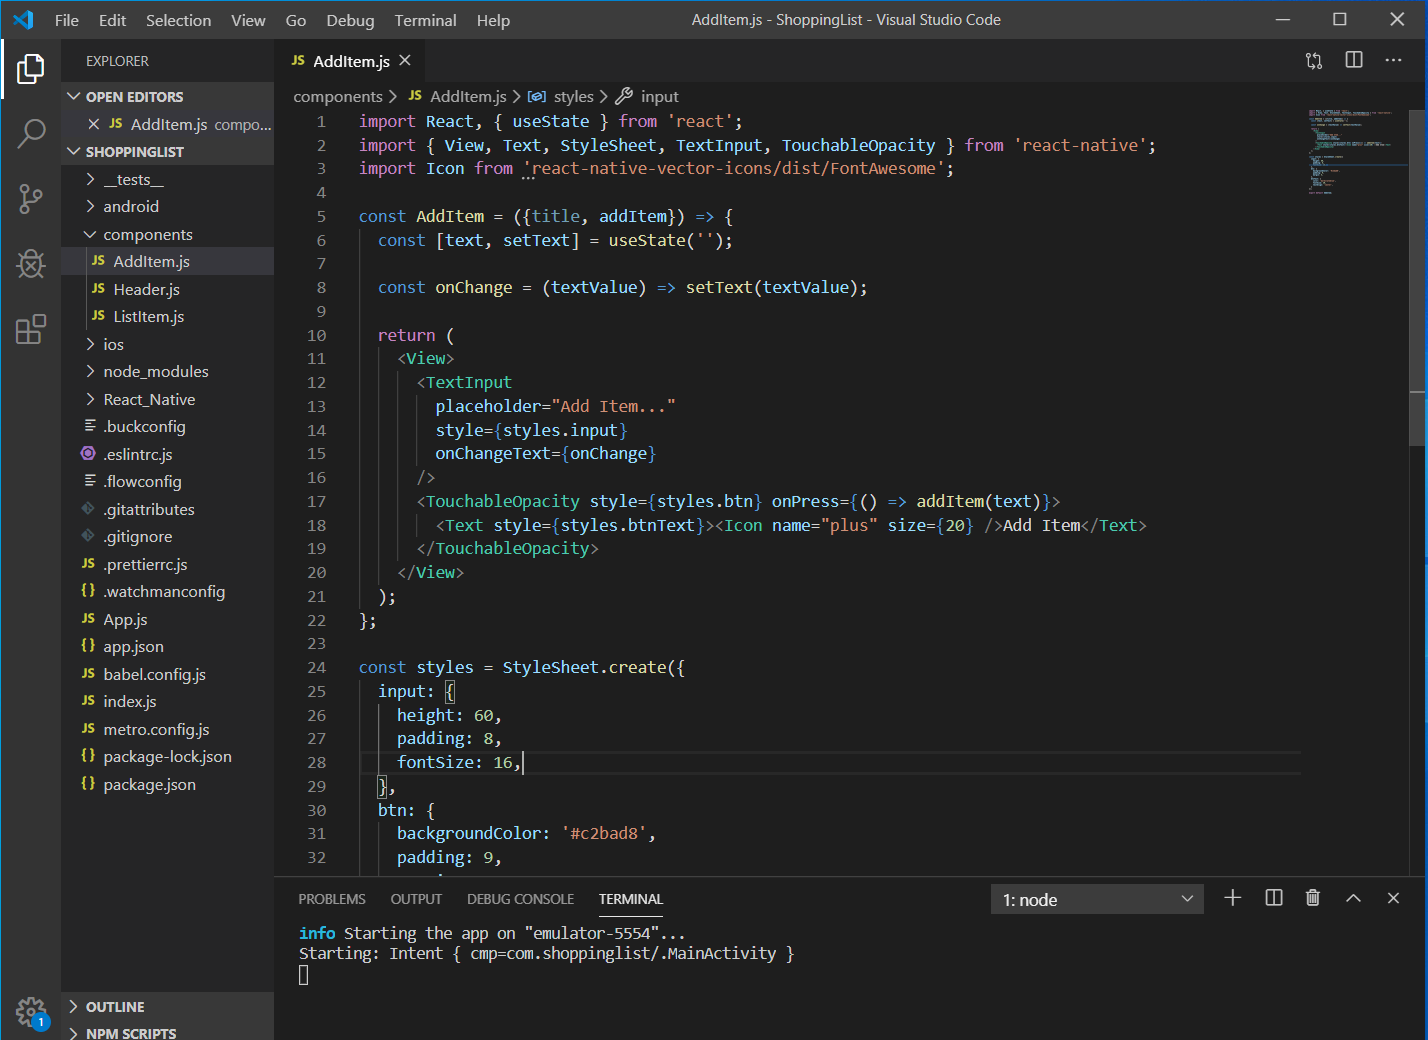 File Edit Selection View Go Debug Terminal Help AddItem.js - ShoppingList - Visual Studio Code
EXPLORER
OPEN EDITORS
JS AddItem.js compo...
SHOPPINGLIST
__tests__
android
components
JS AddItem.js
JS Header.js
JS ListItem.js
ios
node_modules
React_Native
.buckconfig
.eslintrc.js
.flowconfig
.gitattributes
.gitignore
JS .prettierrc.js
{} .watchmanconfig
JS App.js
{} app.json
JS babel.config.js
JS index.js
JS metro.config.js
{} package-lock.json
{} package.json
OUTLINE
NPM SCRIPTS
1
JS AddItem.js
components > JS AddItem.js > styles > input
1 import React, { useState } from 'react';
2 import { View, Text, StyleSheet, TextInput, TouchableOpacity } from 'react-native';
3 import Icon from 'react-native-vector-icons/dist/FontAwesome';
4
5 const AddItem = ({title, addItem}) => {
6 const [text, setText] = useState('');
7
8 const onChange = (textValue) => setText(textValue);
9
10 return (
11 <View>
12 <TextInput
13 placeholder="Add Item..."
14 style={styles.input}
15 onChangeText={onChange}
16 />
17 <TouchableOpacity style={styles.btn} onPress={() => addItem(text)}>
18 <Text style={styles.btnText}><Icon name="plus" size={20} />Add Item</Text>
19 </TouchableOpacity>
20 </View>
21 );
22 };
23
24 const styles = StyleSheet.create({
25 input: {
26 height: 60,
27 padding: 8,
28 fontSize: 16,
29 },
30 btn: {
31 backgroundColor: '#c2bad8',
32 padding: 9,
PROBLEMS OUTPUT DEBUG CONSOLE TERMINAL 1: node
info Starting the app on "emulator-5554"...
Starting: Intent { cmp=com.shoppinglist/.MainActivity }